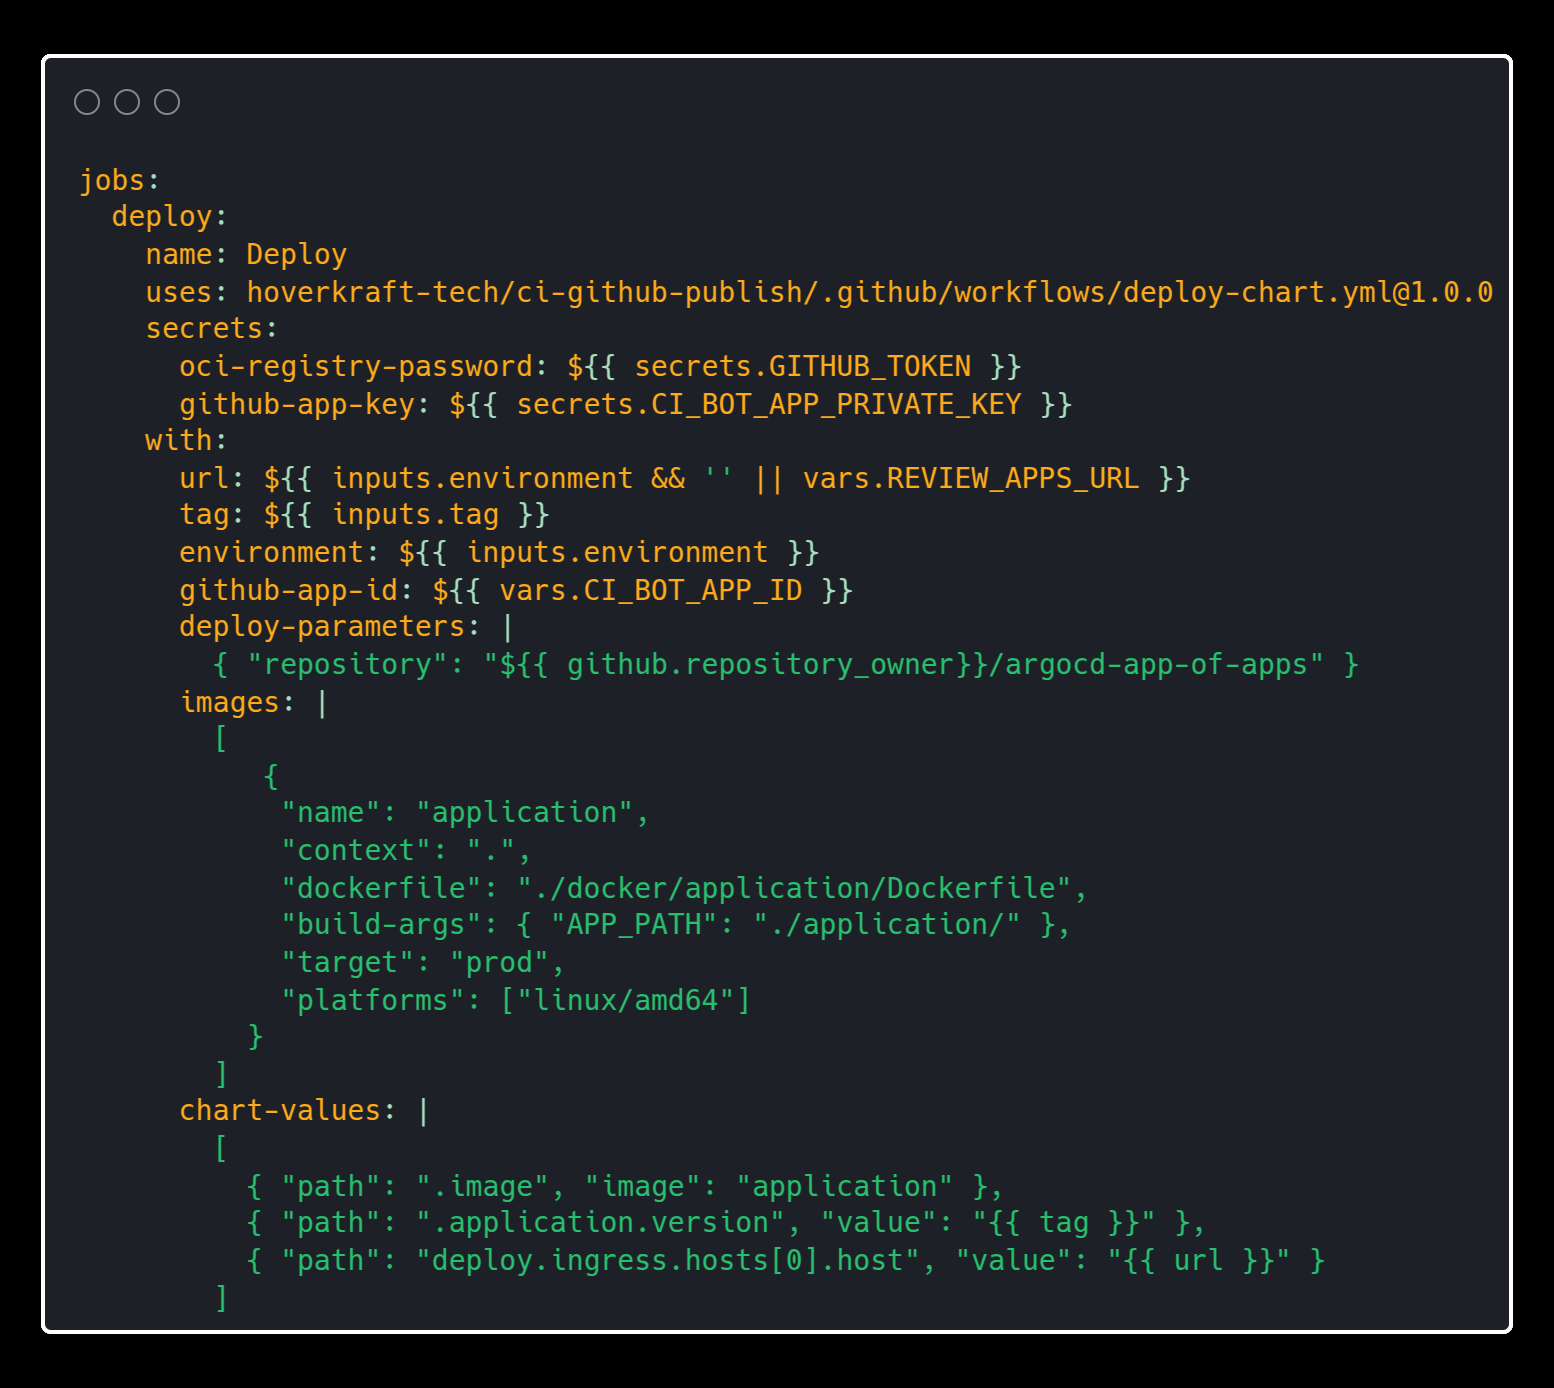 jobs:
  deploy:
    name: Deploy
    uses: hoverkraft-tech/ci-github-publish/.github/workflows/deploy-chart.yml@1.0.0
    secrets:
      oci-registry-password: ${{ secrets.GITHUB_TOKEN }}
      github-app-key: ${{ secrets.CI_BOT_APP_PRIVATE_KEY }}
    with:
      url: ${{ inputs.environment && '' || vars.REVIEW_APPS_URL }}
      tag: ${{ inputs.tag }}
      environment: ${{ inputs.environment }}
      github-app-id: ${{ vars.CI_BOT_APP_ID }}
      deploy-parameters: |
        { "repository": "${{ github.repository_owner}}/argocd-app-of-apps" }
      images: |
        [
           {
            "name": "application",
            "context": ".",
            "dockerfile": "./docker/application/Dockerfile",
            "build-args": { "APP_PATH": "./application/" },
            "target": "prod",
            "platforms": ["linux/amd64"]
          }
        ]
      chart-values: |
        [
          { "path": ".image", "image": "application" },
          { "path": ".application.version", "value": "{{ tag }}" },
          { "path": "deploy.ingress.hosts[0].host", "value": "{{ url }}" }
        ]